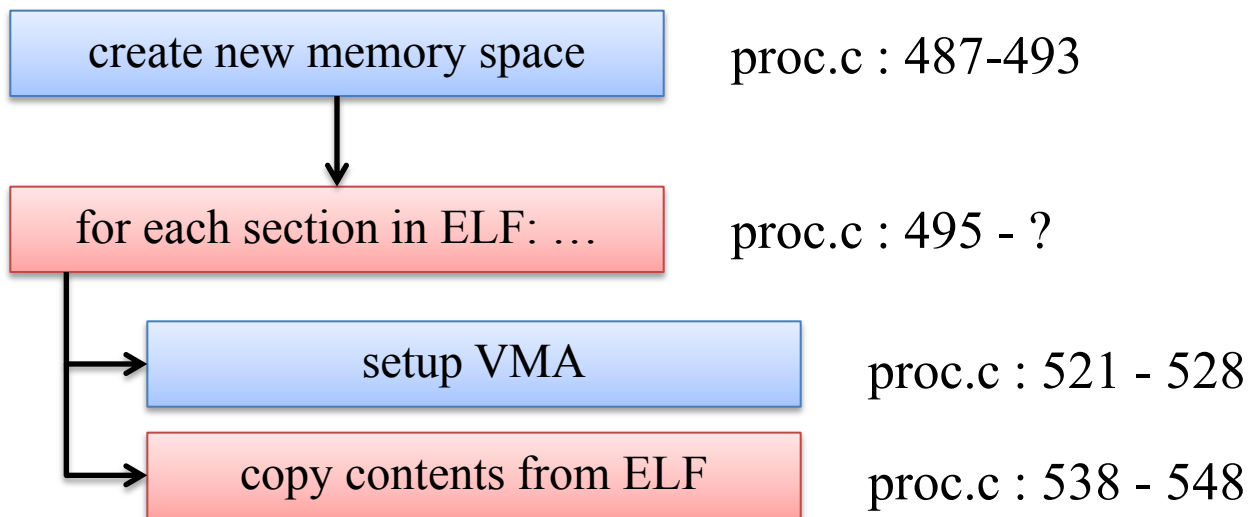 create new memory space
proc.c : 487-493
for each section in ELF: …
proc.c : 495 - ?
setup VMA
proc.c : 521 - 528
copy contents from ELF
proc.c : 538 - 548